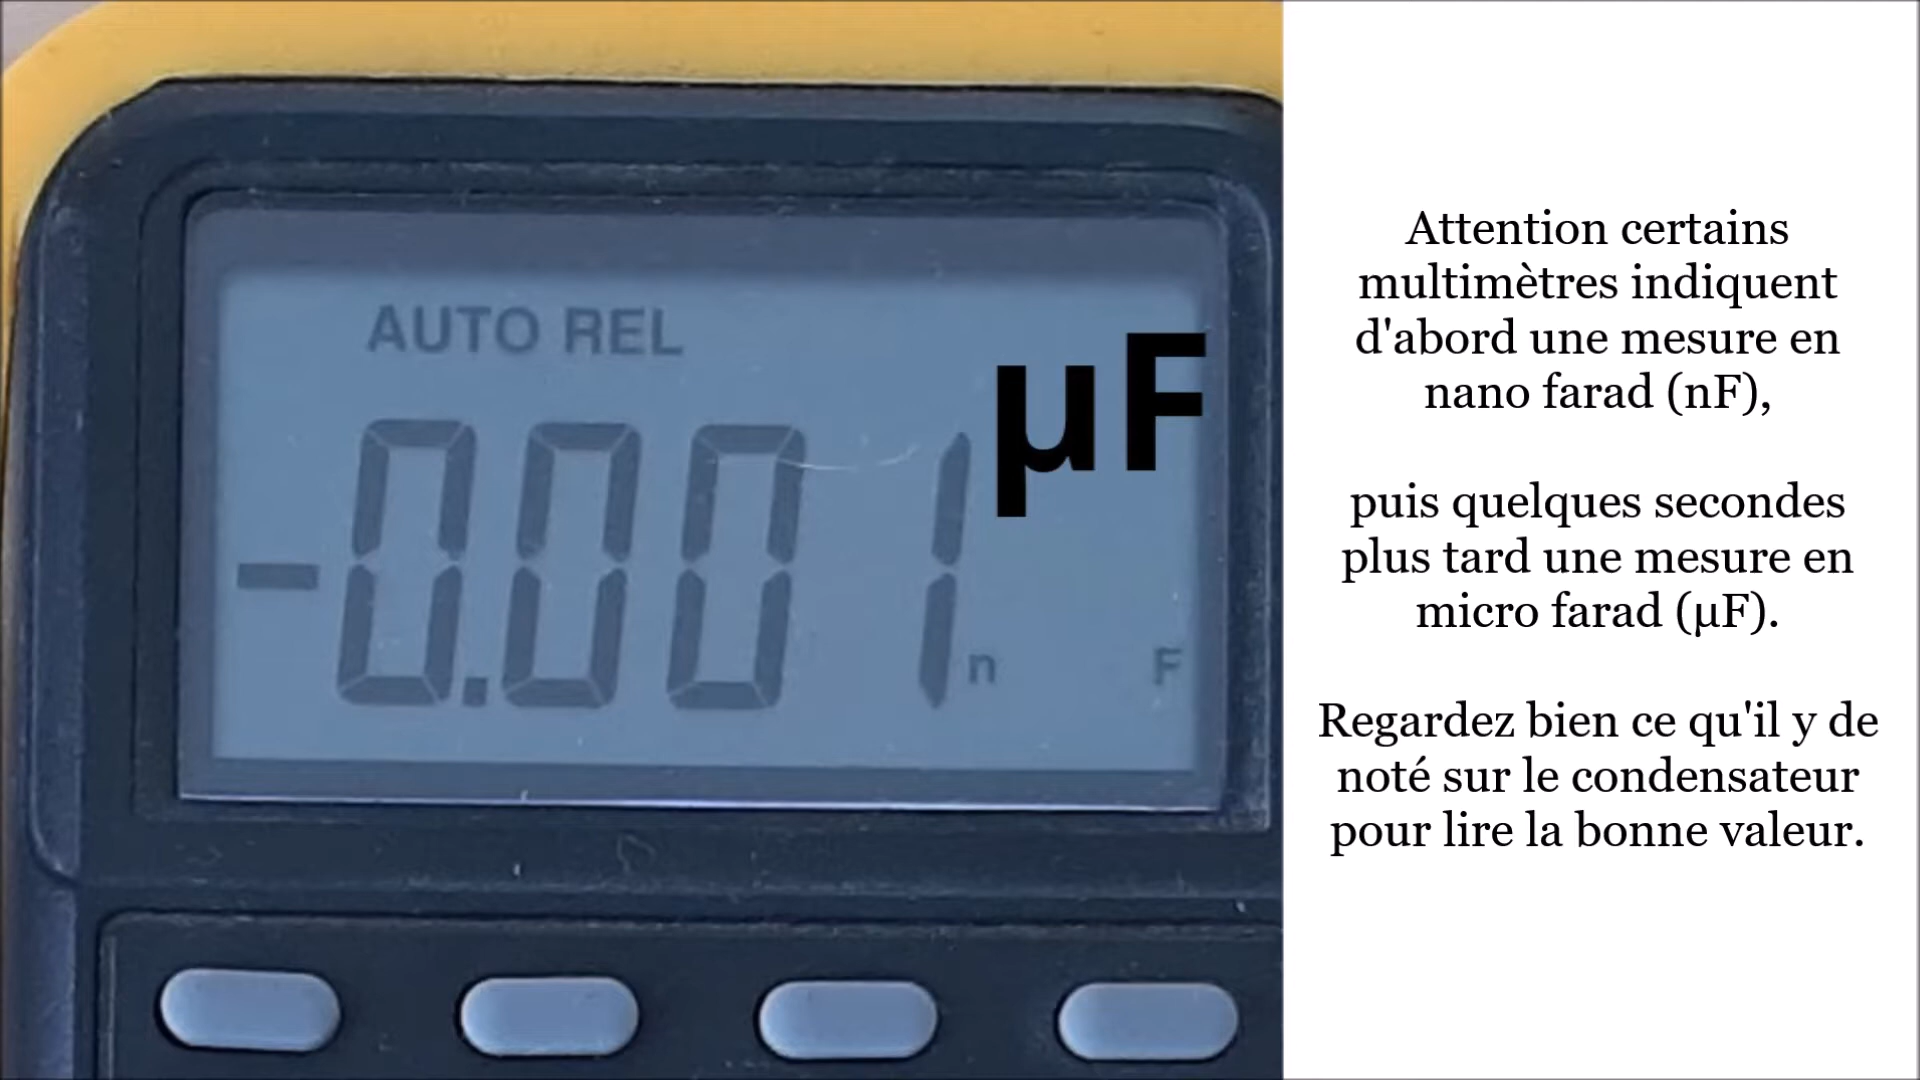 AUTO REL
µF
-0.001
n F
Attention certains
multimètres indiquent
d'abord une mesure en
nano farad (nF),
puis quelques secondes
plus tard une mesure en
micro farad (µF).
Regardez bien ce qu'il y de
noté sur le condensateur
pour lire la bonne valeur.